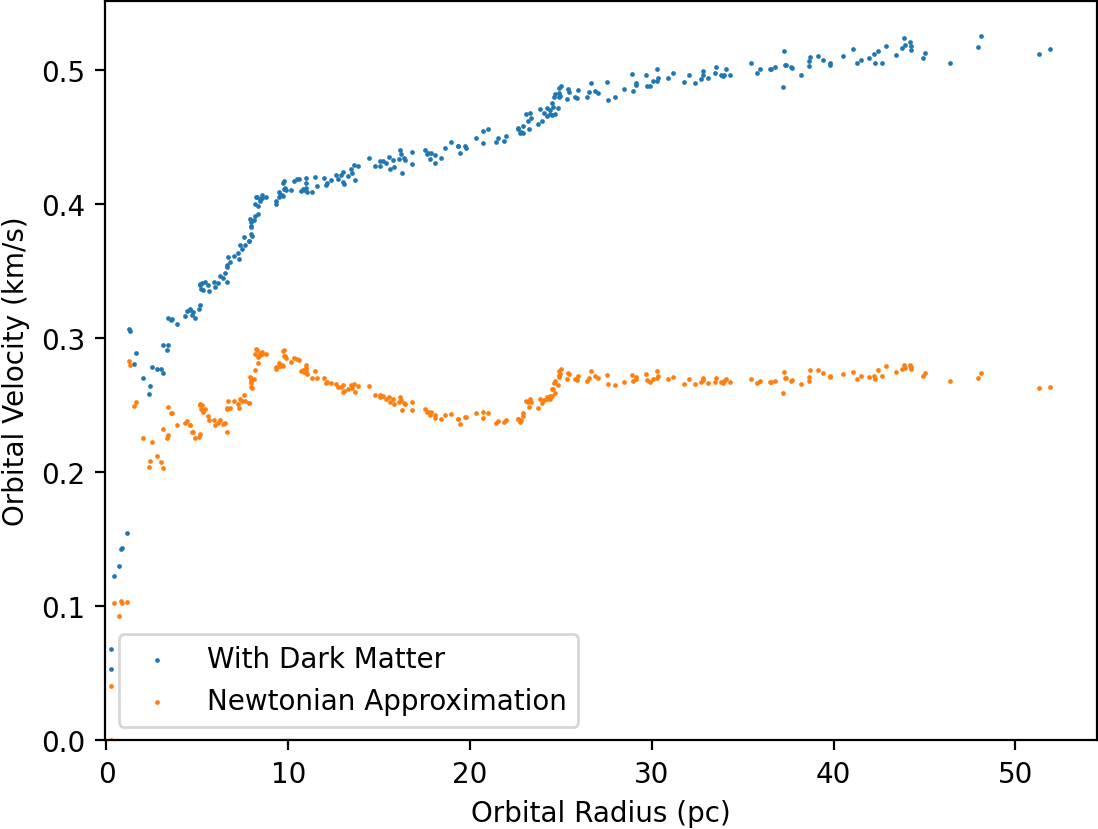 Orbital Velocity (km/s)
0.5
0.4
0.3
0.2
0.1
0.0
With Dark Matter
Newtonian Approximation
0 10 20 30 40 50
Orbital Radius (pc)